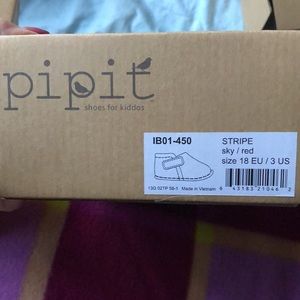 pipit
shoes for kiddos
IB01-450
STRIPE
sky / red
size 18 EU / 3 US
Made in Vietnam